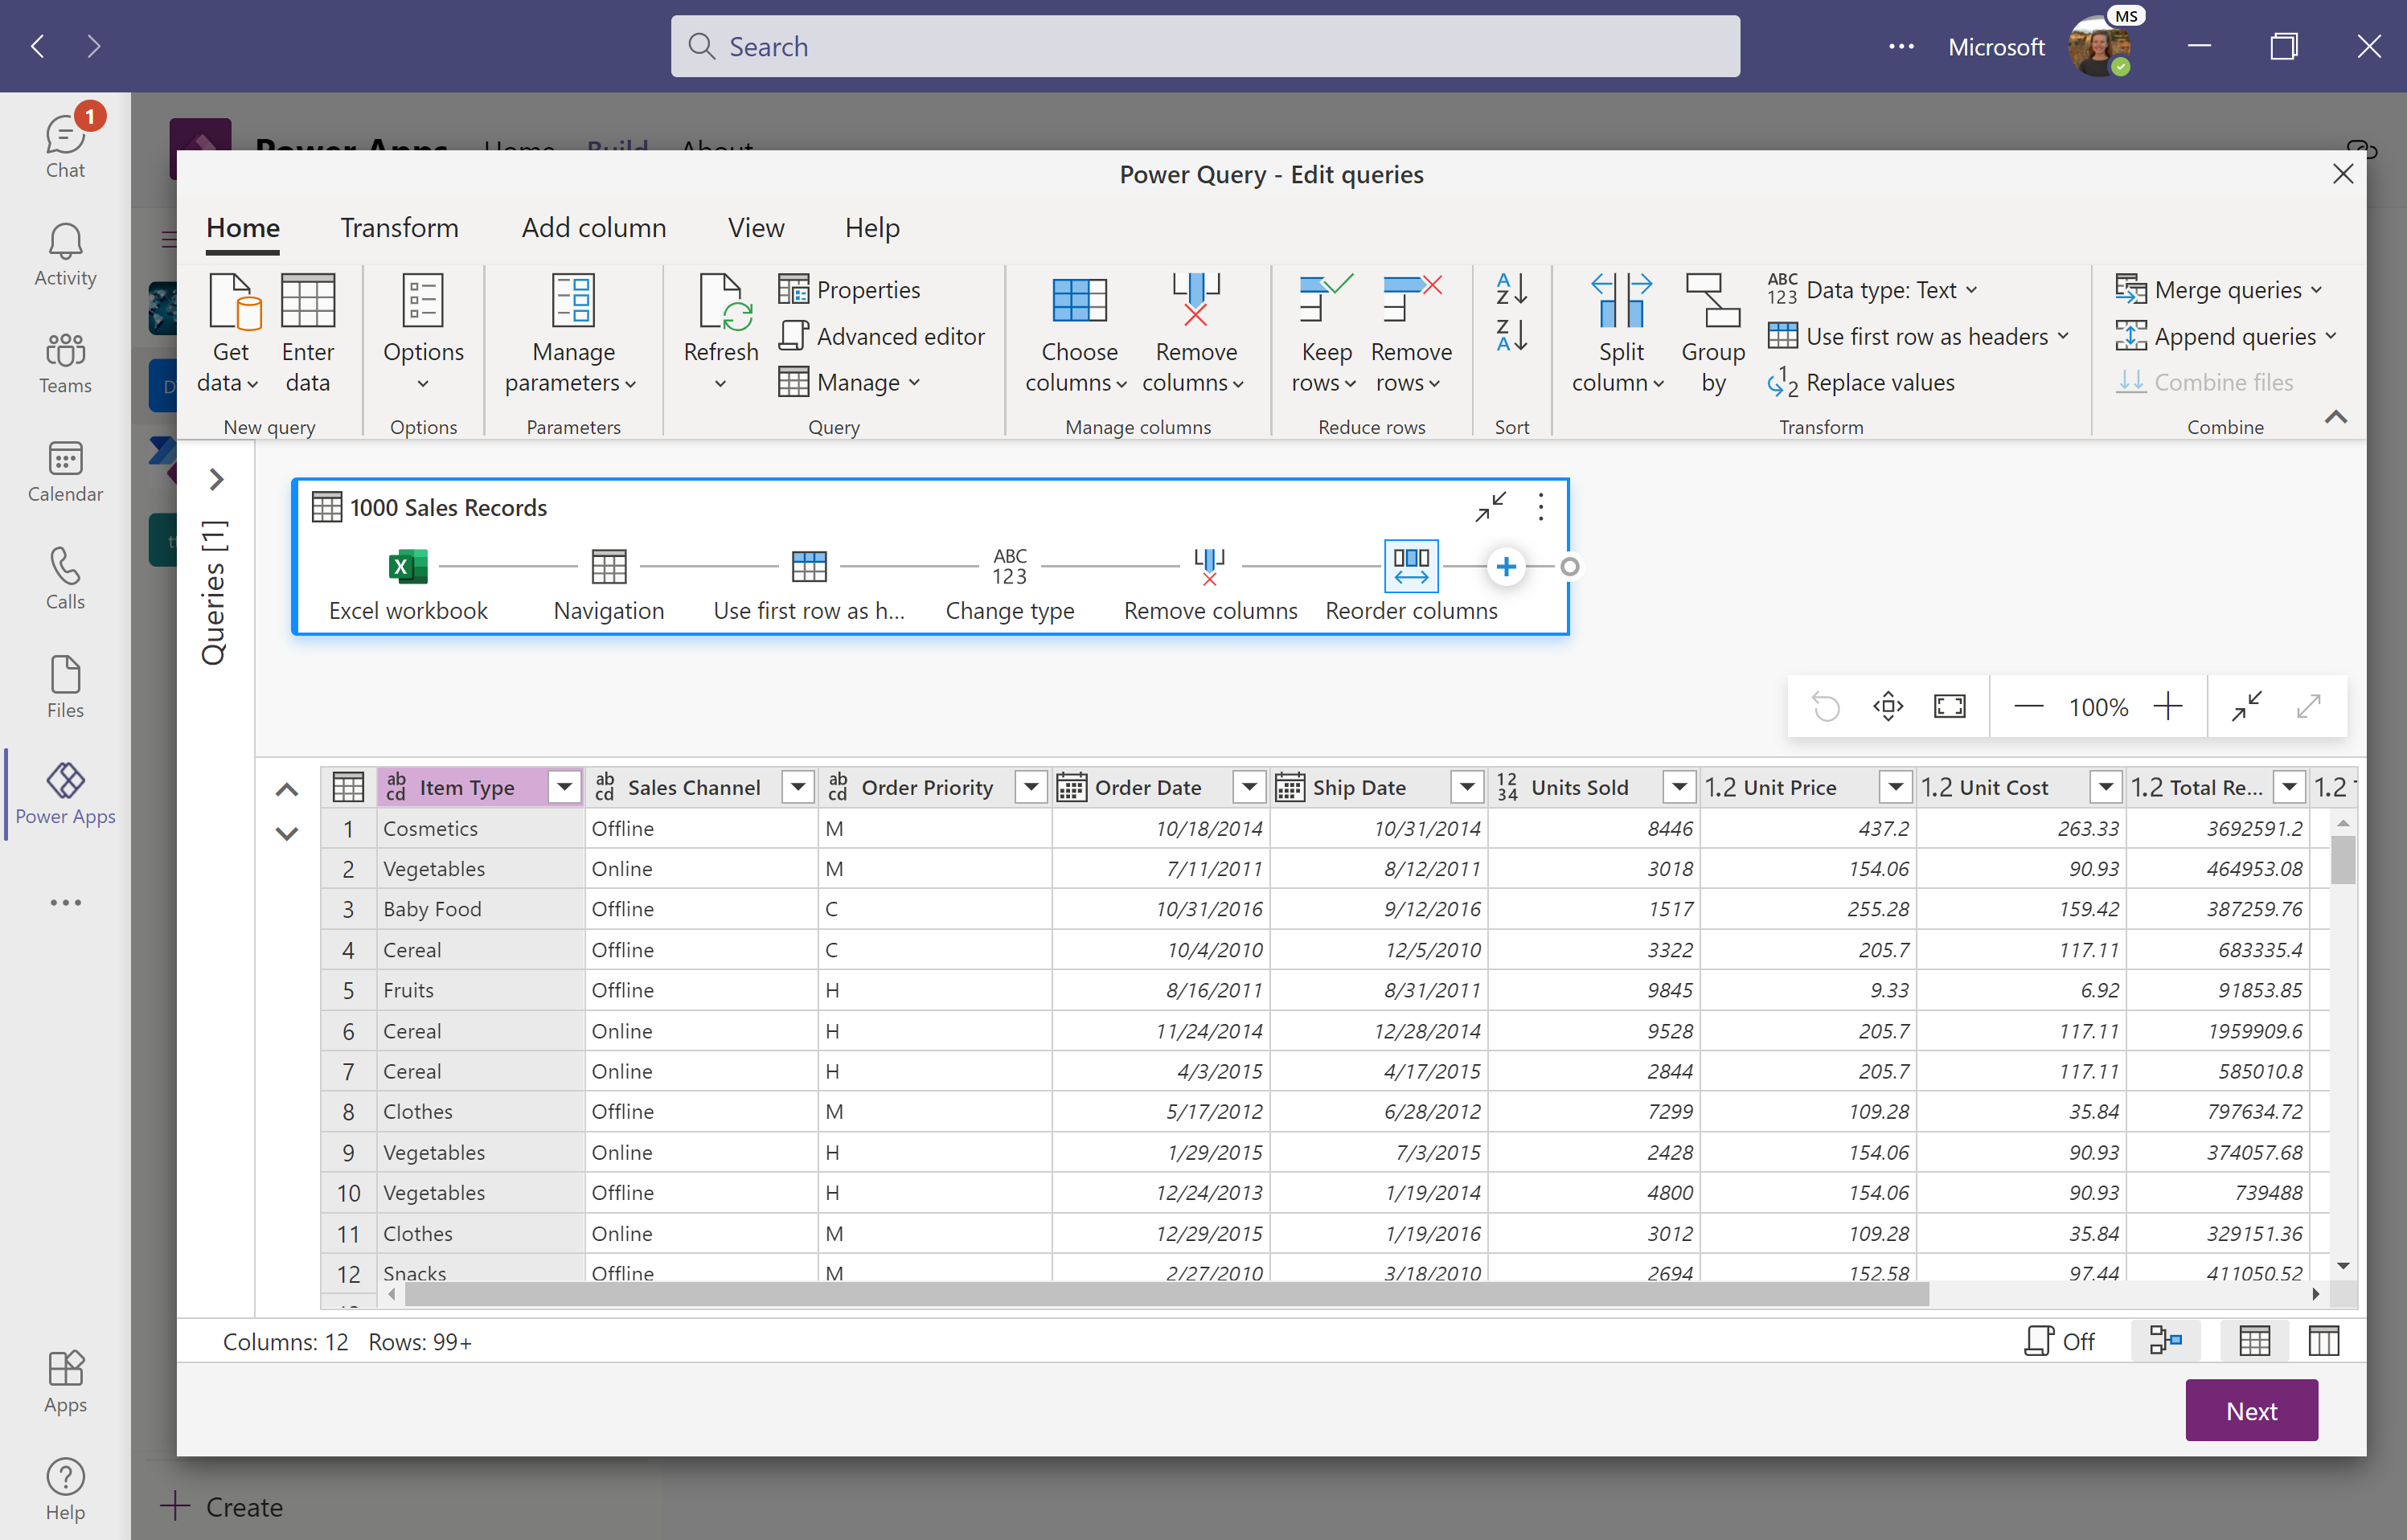 Search
Microsoft
MS
1
Chat
Activity
Teams
Calendar
Calls
Files
Power Apps
Apps
Help
Power Apps Home Build About
Power Query - Edit queries
Home Transform Add column View Help
Get data
Enter data
New query
Options
Options
Manage parameters
Parameters
Refresh
Properties
Advanced editor
Manage
Query
Choose columns
Remove columns
Manage columns
Keep rows
Remove rows
Reduce rows
A
Z
Z
A
Sort
Split column
Group by
ABC
123
Data type: Text
Use first row as headers
1
2
Replace values
Transform
Merge queries
Append queries
Combine files
Combine
Queries [1]
1000 Sales Records
X
ABC
123
Excel workbook Navigation Use first row as h... Change type Remove columns Reorder columns
100%
ab cd Item Type ab cd Sales Channel ab cd Order Priority Order Date Ship Date 12 34 Units Sold 1.2 Unit Price 1.2 Unit Cost 1.2 Total Re... 1.2
1 Cosmetics Offline M 10/18/2014 10/31/2014 8446 437.2 263.33 3692591.2
2 Vegetables Online M 7/11/2011 8/12/2011 3018 154.06 90.93 464953.08
3 Baby Food Offline C 10/31/2016 9/12/2016 1517 255.28 159.42 387259.76
4 Cereal Offline C 10/4/2010 12/5/2010 3322 205.7 117.11 683335.4
5 Fruits Offline H 8/16/2011 8/31/2011 9845 9.33 6.92 91853.85
6 Cereal Online H 11/24/2014 12/28/2014 9528 205.7 117.11 1959909.6
7 Cereal Online H 4/3/2015 4/17/2015 2844 205.7 117.11 585010.8
8 Clothes Offline M 5/17/2012 6/28/2012 7299 109.28 35.84 797634.72
9 Vegetables Online H 1/29/2015 7/3/2015 2428 154.06 90.93 374057.68
10 Vegetables Offline H 12/24/2013 1/19/2014 4800 154.06 90.93 739488
11 Clothes Online M 12/29/2015 1/19/2016 3012 109.28 35.84 329151.36
12 Snacks Offline M 2/27/2010 3/18/2010 2694 152.58 97.44 411050.52
Columns: 12 Rows: 99+
Off
Next
Create